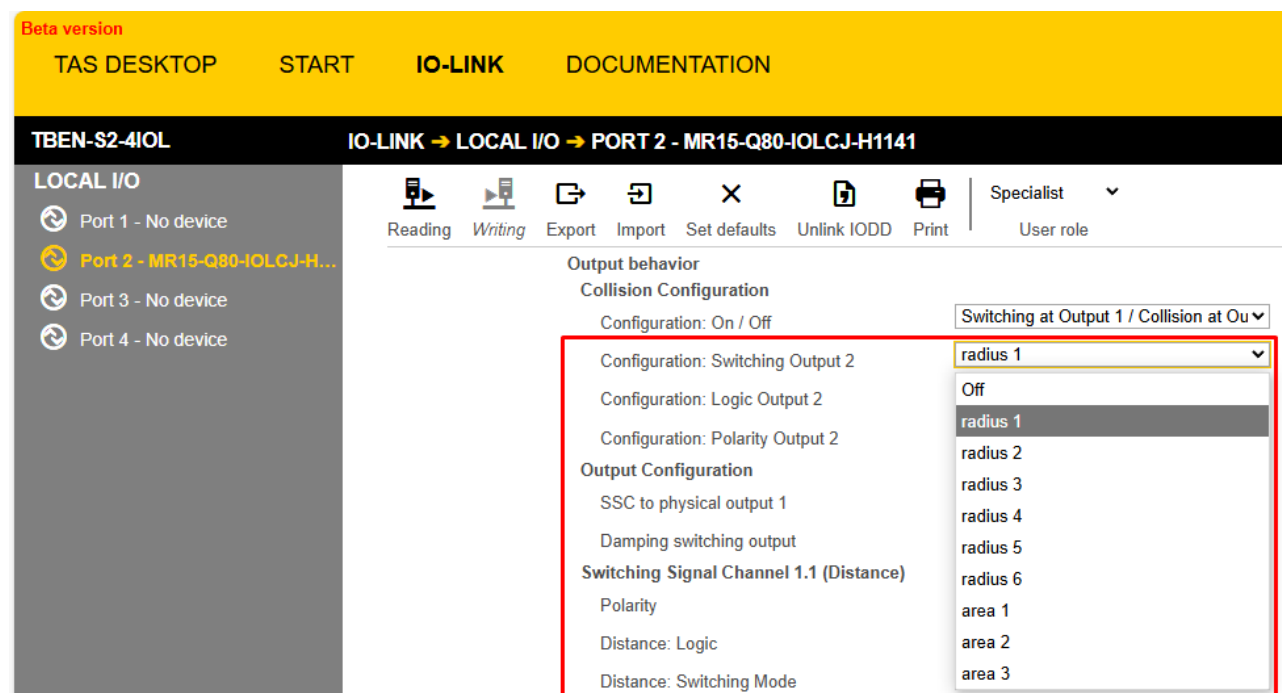 Beta version
TAS DESKTOP START IO-LINK DOCUMENTATION
TBEN-S2-4IOL
IO-LINK ➔ LOCAL I/O ➔ PORT 2 - MR15-Q80-IOLCJ-H1141
LOCAL I/O
Port 1 - No device
Port 2 - MR15-Q80-IOLCJ-H...
Port 3 - No device
Port 4 - No device
Reading Writing Export Import Set defaults Unlink IODD Print
Specialist
User role
Output behavior
Collision Configuration
Configuration: On / Off Switching at Output 1 / Collision at Ou
Configuration: Switching Output 2 radius 1
Configuration: Logic Output 2
Configuration: Polarity Output 2
Output Configuration
SSC to physical output 1
Damping switching output
Switching Signal Channel 1.1 (Distance)
Polarity
Distance: Logic
Distance: Switching Mode
Off
radius 1
radius 2
radius 3
radius 4
radius 5
radius 6
area 1
area 2
area 3